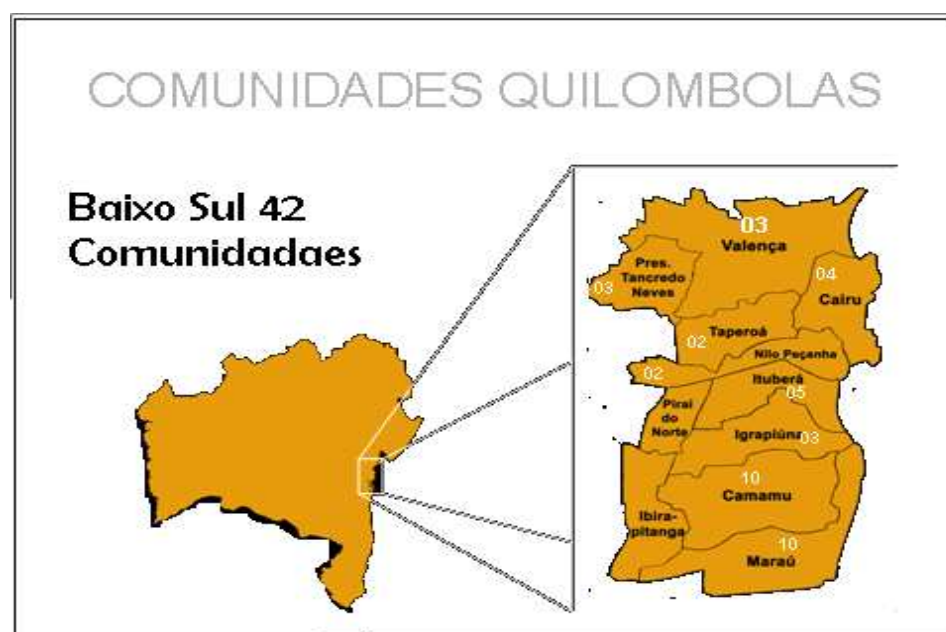 COMUNIDADES QUILOMBOLAS
Baixo Sul 42
Comunidadaes
03
Valença
Pres.
Tancredo
Neves
03
04
Cairu
Taperoá
02
Nilo Peçanha
02
Ituberá
05
Pirai
do
Norte
Igrapiúna
03
10
Camamu
Ibira-
pitanga
10
Maraú